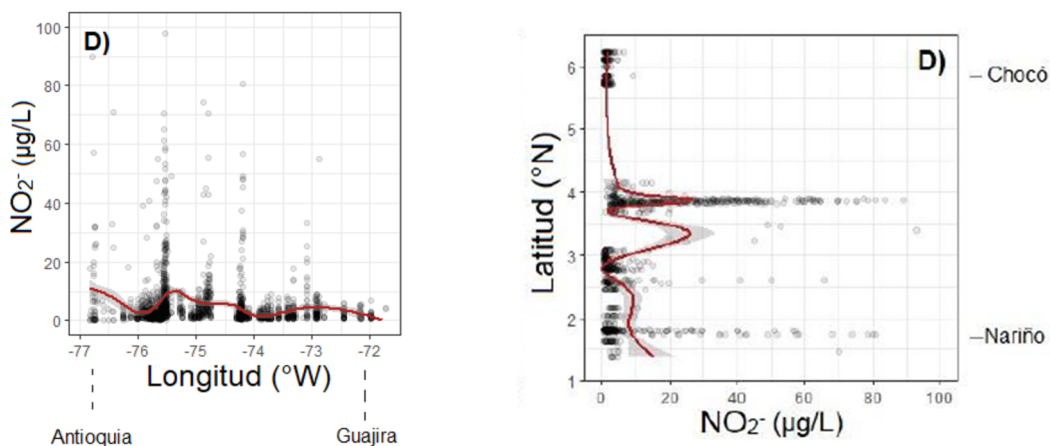 D)
NO₂⁻ (µg/L)
100
80
60
40
20
0
-77 -76 -75 -74 -73 -72
Longitud (°W)
Antioquia Guajira
D)
Latitud (°N)
6
5
4
3
2
1
0 20 40 60 80 100
NO₂⁻ (µg/L)
Chocó
Nariño